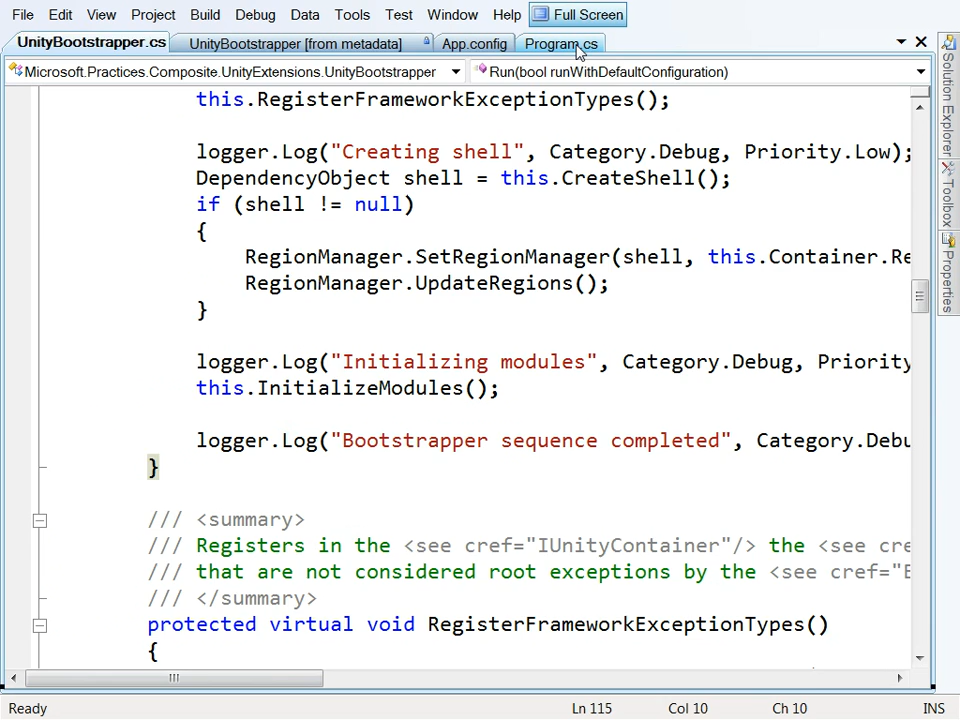 File Edit View Project Build Debug Data Tools Test Window Help Full Screen
UnityBootstrapper.cs UnityBootstrapper [from metadata] App.config Program.cs
Microsoft.Practices.Composite.UnityExtensions.UnityBootstrapper Run(bool runWithDefaultConfiguration)
this.RegisterFrameworkExceptionTypes();
logger.Log("Creating shell", Category.Debug, Priority.Low);
DependencyObject shell = this.CreateShell();
if (shell != null)
{
RegionManager.SetRegionManager(shell, this.Container.Re
RegionManager.UpdateRegions();
}
logger.Log("Initializing modules", Category.Debug, Priority
this.InitializeModules();
logger.Log("Bootstrapper sequence completed", Category.Debu
}
/// <summary>
/// Registers in the <see cref="IUnityContainer"/> the <see cre
/// that are not considered root exceptions by the <see cref="E
/// </summary>
protected virtual void RegisterFrameworkExceptionTypes()
{
Solution Explorer
Toolbox
Properties
Ready Ln 115 Col 10 Ch 10 INS